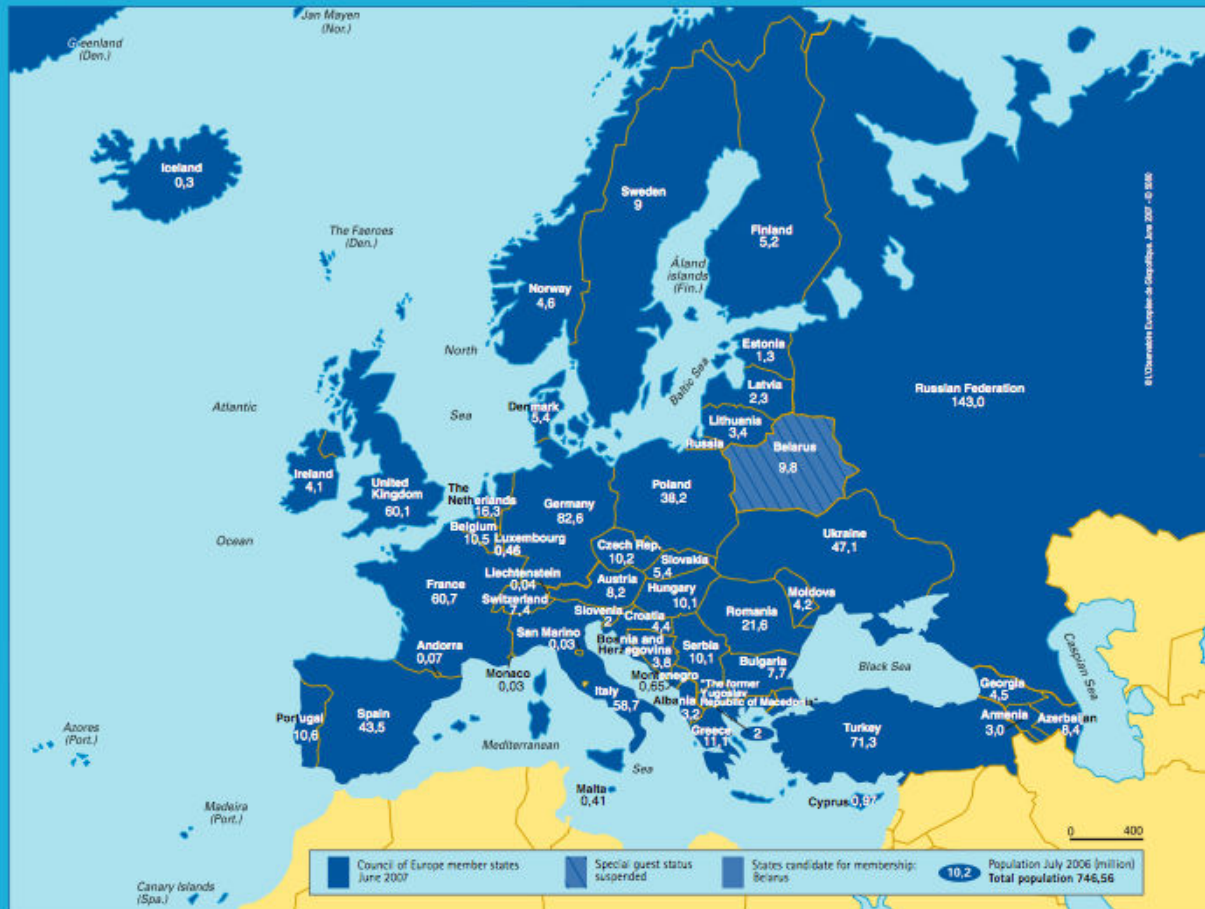 Greenland
(Den.)
Jan Mayen
(Nor.)
Iceland
0,3
The Faeroes
(Den.)
Sweden
9
Finland
5,2
Åland
islands
(Fin.)
Norway
4,6
North
Sea
Baltic Sea
Estonia
1,3
Latvia
2,3
Lithuania
3,4
Russia
Russian Federation
143,0
© L'Observatoire Européen de Géopolitique, June 2007 -
Atlantic
Ocean
Denmark
5,4
Belarus
9,8
Ireland
4,1
United
Kingdom
60,1
The
Netherlands
16,3
Germany
82,6
Poland
38,2
Belgium
10,5
Luxembourg
0,46
Czech Rep.
10,2
Slovakia
5,4
Ukraine
47,1
Liechtenstein
0,04
France
60,7
Switzerland
7,4
Austria
8,2
Hungary
10,1
Moldova
4,2
Slovenia
2
Croatia
4,4
Romania
21,6
San Marino
0,03
Bosnia and
Herzegovina
3,8
Serbia
10,1
Andorra
0,07
Monaco
0,03
Montenegro
0,65
Bulgaria
7,7
Black Sea
Caspian Sea
Italy
58,7
"The former
Yugoslav
Republic of Macedonia"
2
Albania
3,2
Greece
11,1
Georgia
4,5
Armenia
3,0
Azerbaijan
8,4
Portugal
10,6
Spain
43,5
Turkey
71,3
Azores
(Port.)
Mediterranean
Sea
Malta
0,41
Cyprus 0,97
Madeira
(Port.)
Canary Islands
(Spa.)
0 400
Council of Europe member states
June 2007
Special guest status
suspended
States candidate for membership:
Belarus
10,2
Population July 2006 (million)
Total population 746,56